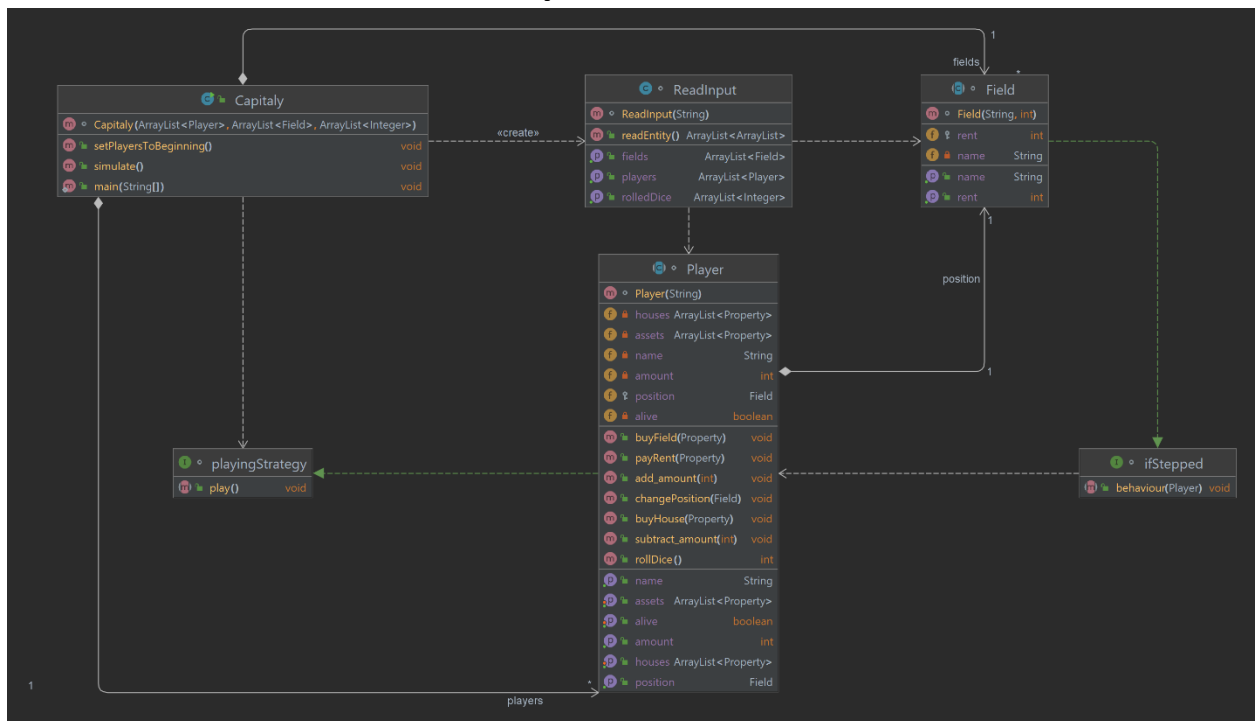 1
fields
*
Capitaly
Capitaly(ArrayList<Player>, ArrayList<Field>, ArrayList<Integer>)
setPlayersToBeginning() void
simulate() void
main(String[]) void
«create»
ReadInput
ReadInput(String)
readEntity() ArrayList<ArrayList>
fields ArrayList<Field>
players ArrayList<Player>
rolledDice ArrayList<Integer>
Field
Field(String, int)
rent int
name String
name String
rent int
1
position
Player
Player(String)
houses ArrayList<Property>
assets ArrayList<Property>
name String
amount int
position Field
alive boolean
buyField(Property) void
payRent(Property) void
add_amount(int) void
changePosition(Field) void
buyHouse(Property) void
subtract_amount(int) void
rollDice() int
name String
assets ArrayList<Property>
alive boolean
amount int
houses ArrayList<Property>
position Field
1
playingStrategy
play() void
ifStepped
behaviour(Player) void
1
*
players